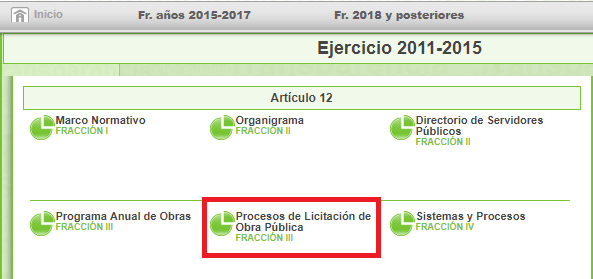 Inicio
Fr. años 2015-2017
Fr. 2018 y posteriores
Ejercicio 2011-2015
Artículo 12
Marco Normativo
FRACCIÓN I
Organigrama
FRACCIÓN II
Directorio de Servidores
Públicos
FRACCIÓN II
Programa Anual de Obras
FRACCIÓN III
Procesos de Licitación de
Obra Pública
FRACCIÓN III
Sistemas y Procesos
FRACCIÓN IV